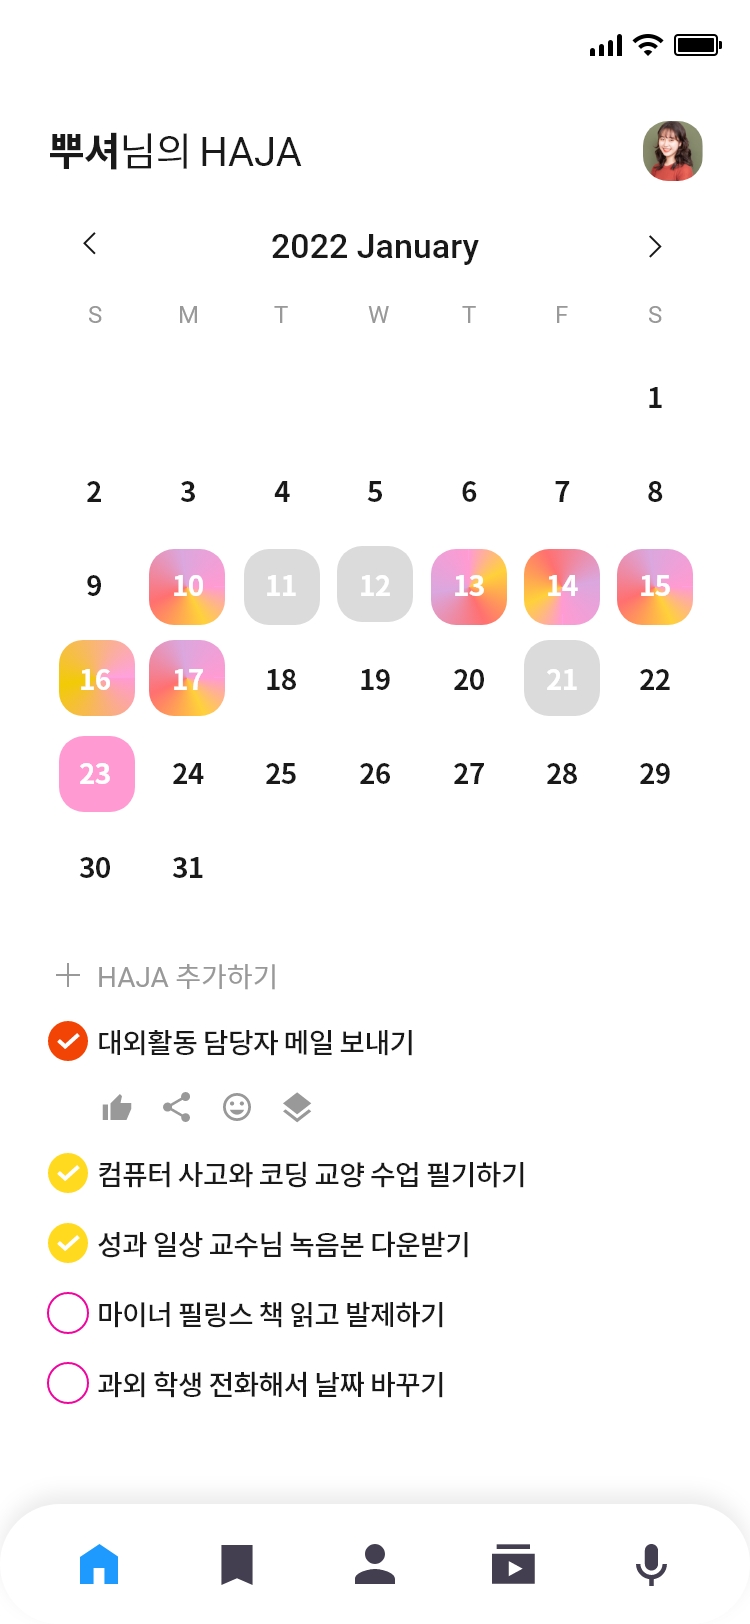 뿌셔님의 HAJA
2022 January
S M T W T F S
1
2 3 4 5 6 7 8
9 10 11 12 13 14 15
16 17 18 19 20 21 22
23 24 25 26 27 28 29
30 31
HAJA 추가하기
대외활동 담당자 메일 보내기
컴퓨터 사고와 코딩 교양 수업 필기하기
성과 일상 교수님 녹음본 다운받기
마이너 필링스 책 읽고 발제하기
과외 학생 전화해서 날짜 바꾸기